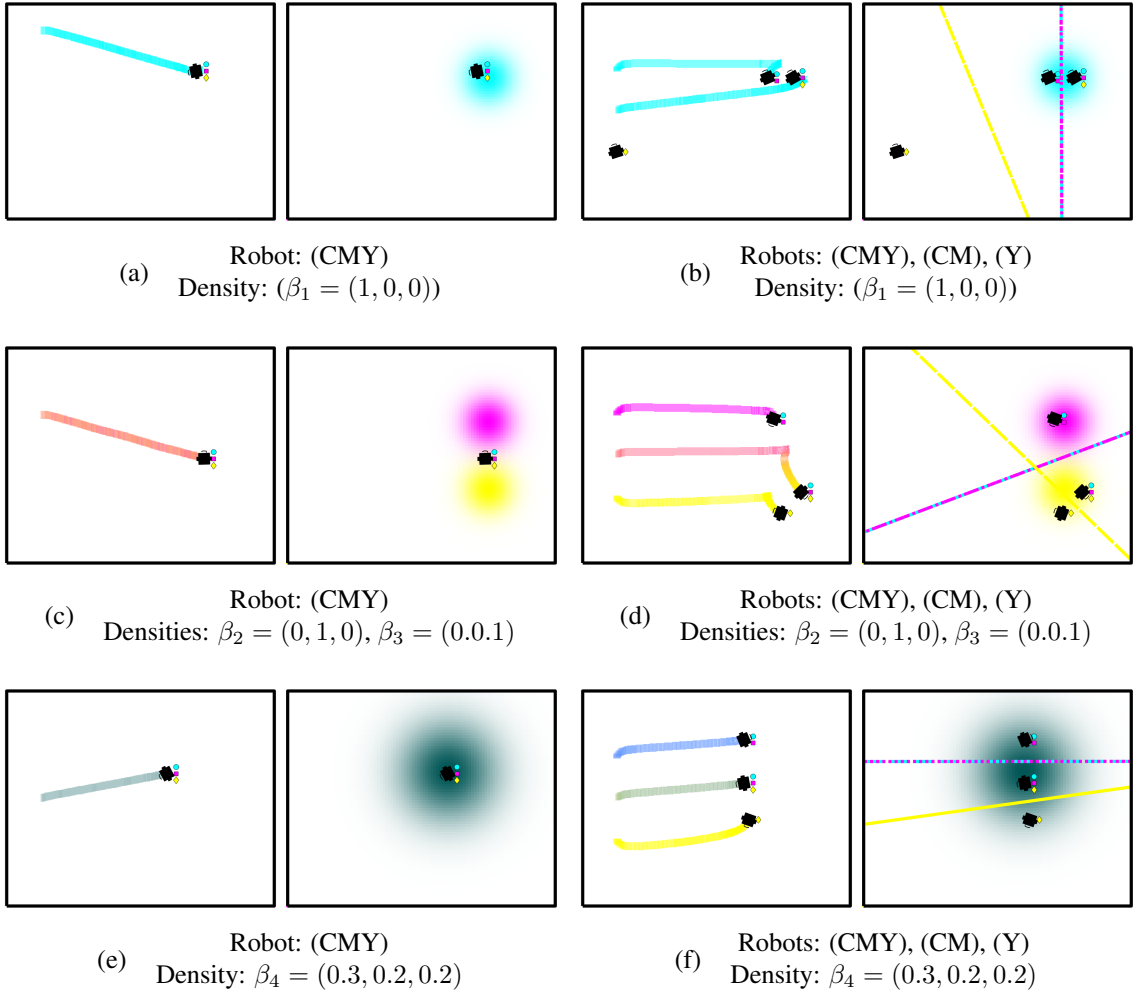 (a) Robot: (CMY)
Density: (β₁ = (1, 0, 0))
(b) Robots: (CMY), (CM), (Y)
Density: (β₁ = (1, 0, 0))
(c) Robot: (CMY)
Densities: β₂ = (0, 1, 0), β₃ = (0.0.1)
(d) Robots: (CMY), (CM), (Y)
Densities: β₂ = (0, 1, 0), β₃ = (0.0.1)
(e) Robot: (CMY)
Density: β₄ = (0.3, 0.2, 0.2)
(f) Robots: (CMY), (CM), (Y)
Density: β₄ = (0.3, 0.2, 0.2)